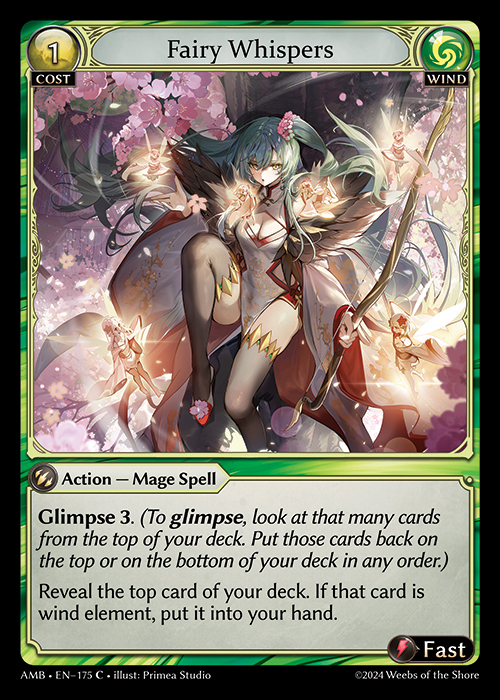 1
Fairy Whispers
COST
WIND
Action — Mage Spell
Glimpse 3. (To glimpse, look at that many cards
from the top of your deck. Put those cards back on
the top or on the bottom of your deck in any order.)
Reveal the top card of your deck. If that card is
wind element, put it into your hand.
Fast
AMB • EN–175 C • illust: Primea Studio
©2024 Weebs of the Shore